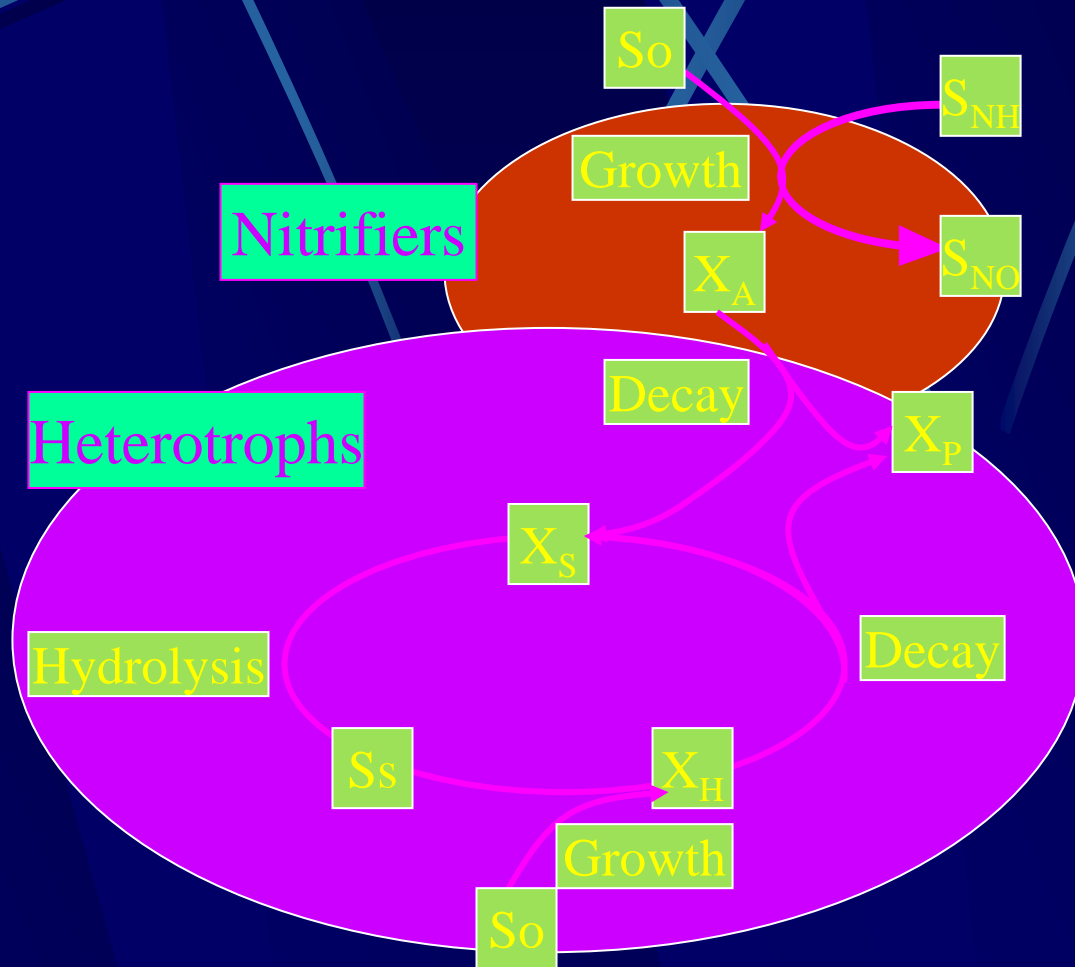 So
S_NH
Growth
Nitrifiers
S_NO
X_A
Decay
X_P
Heterotrophs
X_S
Hydrolysis
Decay
Ss
X_H
Growth
So